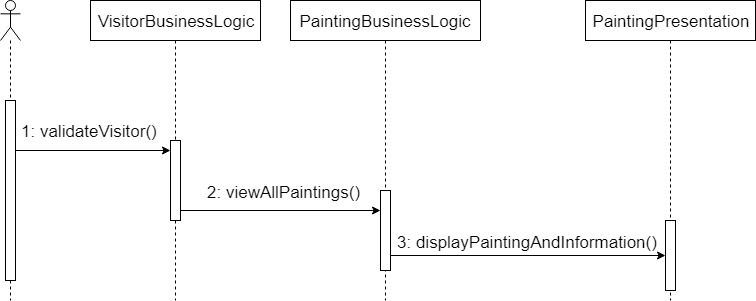 VisitorBusinessLogic
PaintingBusinessLogic
PaintingPresentation
1: validateVisitor()
2: viewAllPaintings()
3: displayPaintingAndInformation()